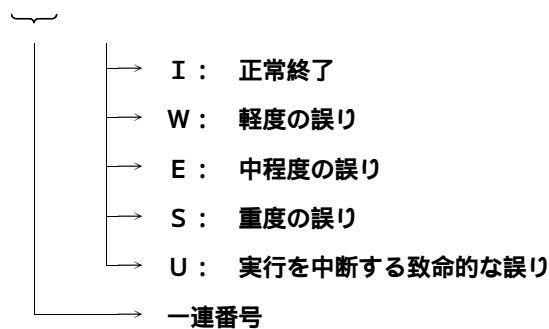 I： 正常終了
W： 軽度の誤り
E： 中程度の誤り
S： 重度の誤り
U： 実行を中断する致命的な誤り
一連番号